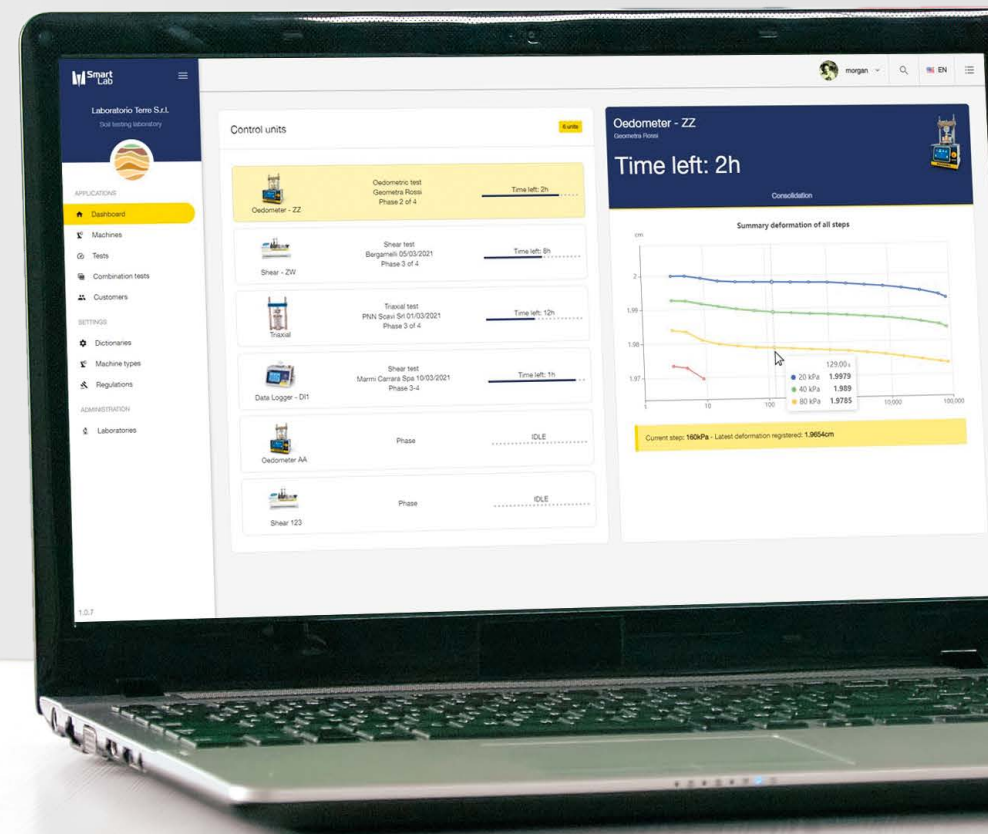 Smart
Lab
morgan
EN
Laboratorio Terre S.r.l.
Soil testing laboratory
APPLICATIONS
Dashboard
Machines
Tests
Combination tests
Customers
SETTINGS
Dictionaries
Machine types
Regulations
ADMINISTRATION
Laboratories
1.0.7
Control units
6 units
Oedometer - ZZ
Oedometric test
Geometra Rossi
Phase 2 of 4
Time left: 2h
Shear - ZW
Shear test
Bergamelli 05/03/2021
Phase 3 of 4
Time left: 8h
Triaxial
Triaxial test
PNN Scavi Srl 01/03/2021
Phase 3 of 4
Time left: 12h
Data Logger - DI1
Shear test
Marmi Carrara Spa 10/03/2021
Phase 3-4
Time left: 1h
Oedometer AA
Phase
IDLE
Shear 123
Phase
IDLE
Oedometer - ZZ
Geometra Rossi
Time left: 2h
Consolidation
Summary deformation of all steps
cm
2
1.99
1.98
1.97
1
10
100
10,000
100,000
129.00 s
20 kPa 1.9979
40 kPa 1.989
80 kPa 1.9785
Current step: 160kPa - Latest deformation registered: 1.9654cm